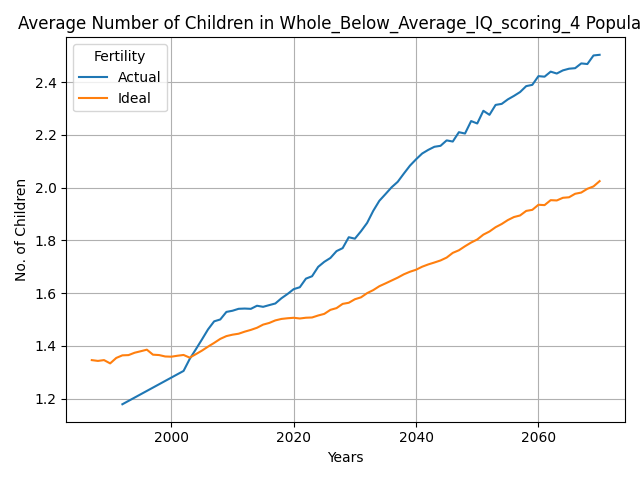 Average Number of Children in Whole_Below_Average_IQ_scoring_4 Popula
Fertility
Actual
Ideal
2.4
2.2
2.0
1.8
1.6
1.4
1.2
No. of Children
2000
2020
2040
2060
Years